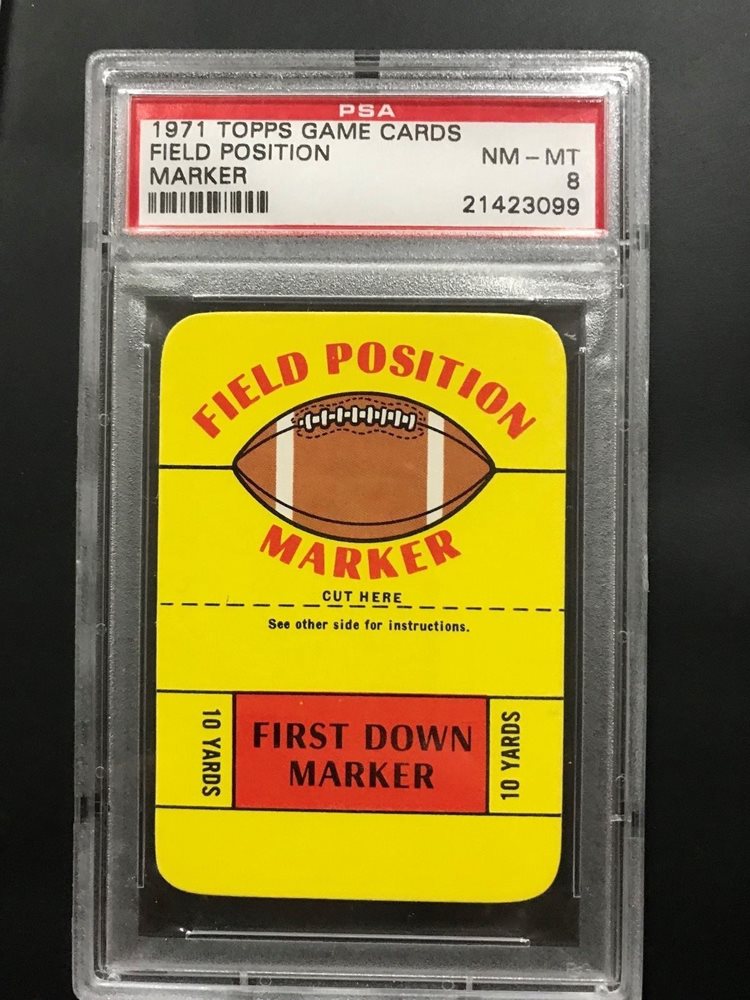 PSA
1971 TOPPS GAME CARDS
FIELD POSITION NM - MT
MARKER 8
21423099
FIELD POSITION
MARKER
CUT HERE
See other side for instructions.
10 YARDS
FIRST DOWN
MARKER
10 YARDS